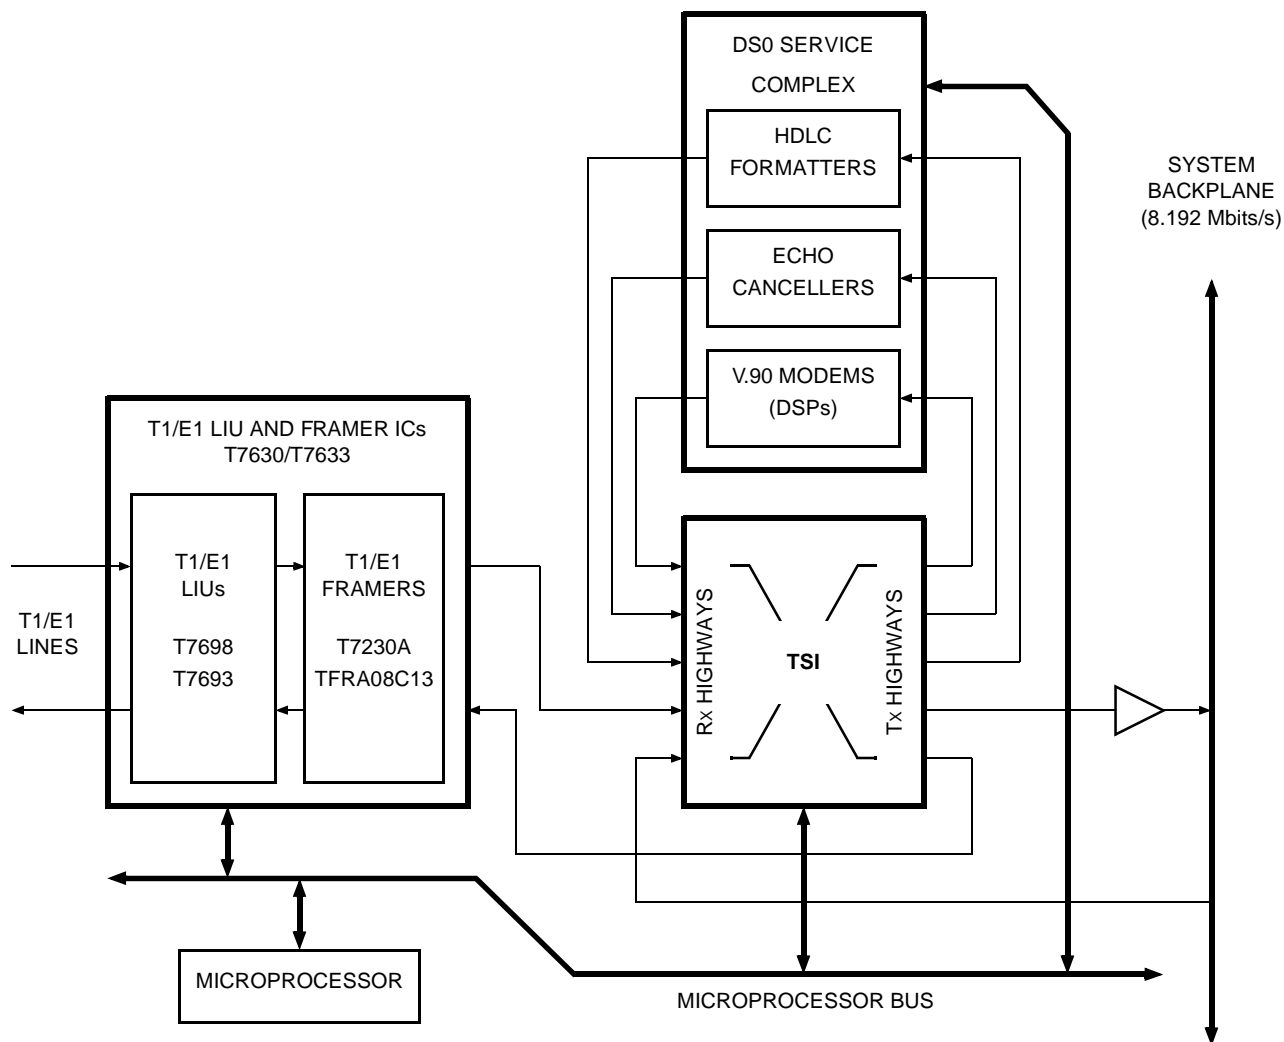 DS0 SERVICE
COMPLEX
HDLC
FORMATTERS
ECHO
CANCELLERS
V.90 MODEMS
(DSPs)
SYSTEM
BACKPLANE
(8.192 Mbits/s)
T1/E1 LIU AND FRAMER ICs
T7630/T7633
T1/E1
LIUs
T7698
T7693
T1/E1
FRAMERS
T7230A
TFRA08C13
T1/E1
LINES
Rx HIGHWAYS
TSI
Tx HIGHWAYS
MICROPROCESSOR
MICROPROCESSOR BUS